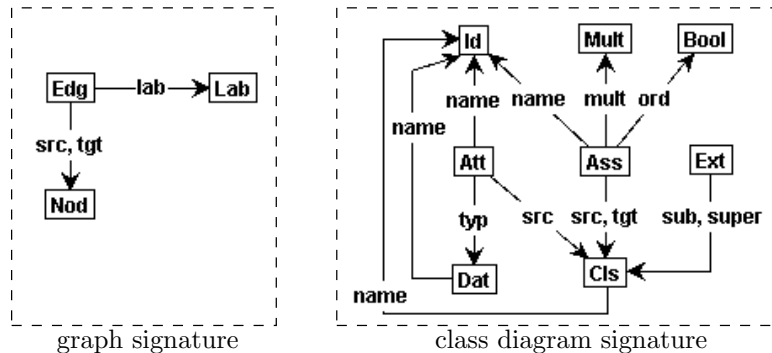 Id Mult Bool
Edg lab Lab
name name mult ord
name
src, tgt
Att Ass Ext
Nod
typ src src, tgt sub, super
Dat Cls
name
graph signature class diagram signature